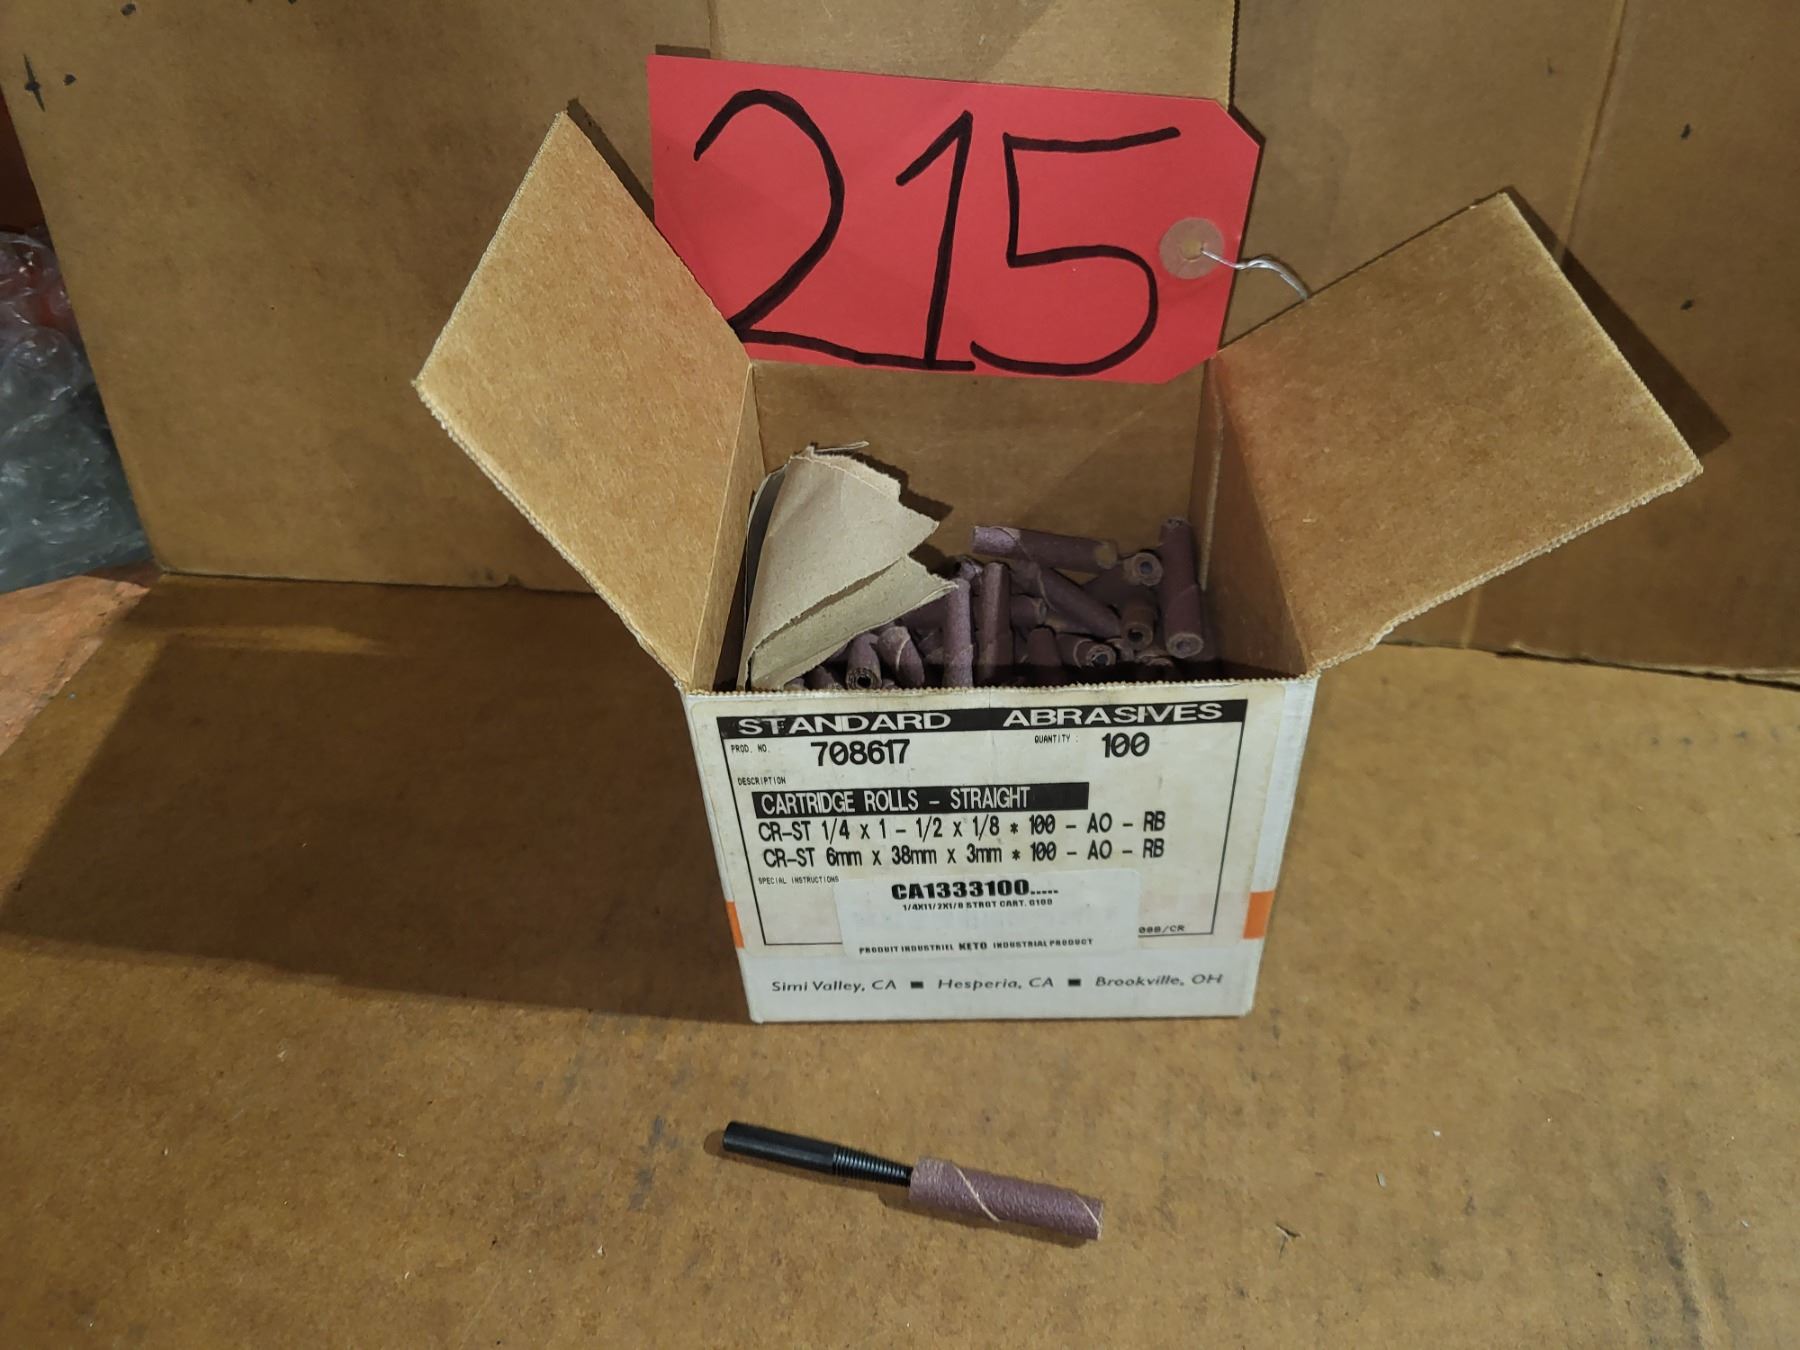 215
STANDARD ABRASIVES
PROD. NO. 708617 QUANTITY : 100
DESCRIPTION
CARTRIDGE ROLLS - STRAIGHT
CR-ST 1/4 x 1 - 1/2 x 1/8 * 100 - AO - RB
CR-ST 6mm x 38mm x 3mm * 100 - AO - RB
SPECIAL INSTRUCTIONS
CA1333100.....
1/4X11/2X1/8 STRGT CART. G100
/CR
PRODUIT INDUSTRIEL KETO INDUSTRIAL PRODUCT
Simi Valley, CA ■ Hesperia, CA ■ Brookville, OH